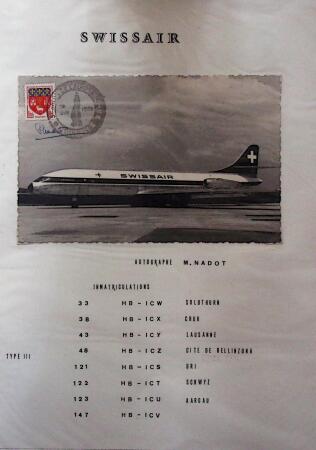 SWISSAIR
SWISSAIR
AUTOGRAPHE M. NADOT
IMMATRICULATIONS
33 HB - ICW SOLOTHURN
38 HB - ICX CHUR
43 HB - ICY LAUSANNE
48 HB - ICZ CITE DE BELLINZONA
TYPE III
121 HB - ICS URI
122 HB - ICT SCHWYZ
123 HB - ICU AARGAU
147 HB - ICV